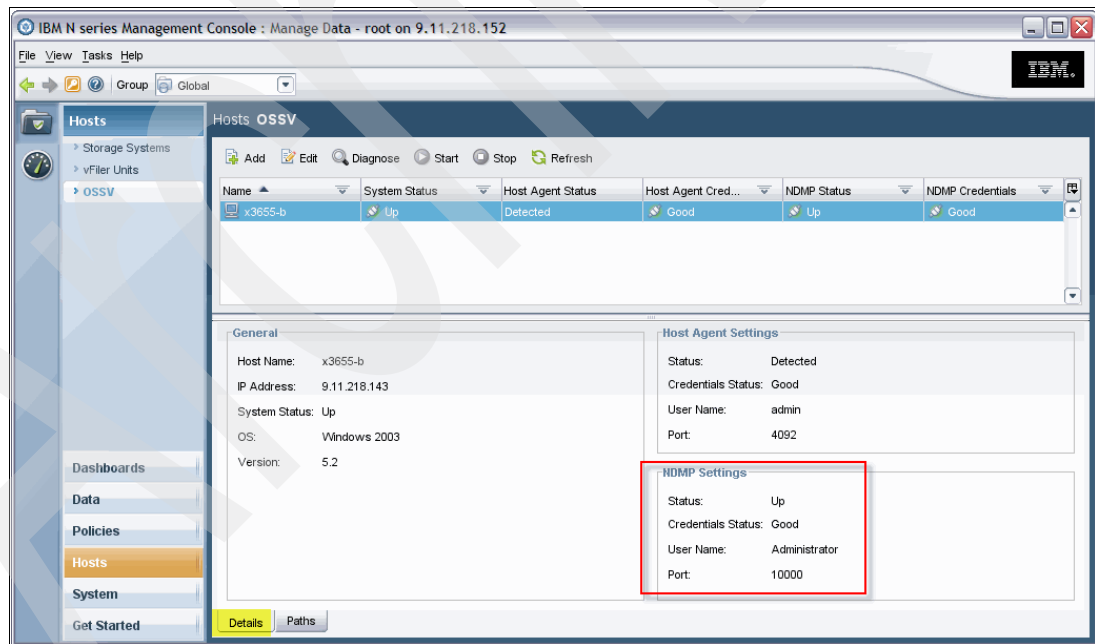 IBM N series Management Console : Manage Data - root on 9.11.218.152
File View Tasks Help
Group Global
IBM.
Hosts
Storage Systems
vFiler Units
OSSV
Dashboards
Data
Policies
Hosts
System
Get Started
Hosts OSSV
Add Edit Diagnose Start Stop Refresh
Name System Status Host Agent Status Host Agent Cred... NDMP Status NDMP Credentials
x3655-b Up Detected Good Up Good
General
Host Name: x3655-b
IP Address: 9.11.218.143
System Status: Up
OS: Windows 2003
Version: 5.2
Host Agent Settings
Status: Detected
Credentials Status: Good
User Name: admin
Port: 4092
NDMP Settings
Status: Up
Credentials Status: Good
User Name: Administrator
Port: 10000
Details Paths